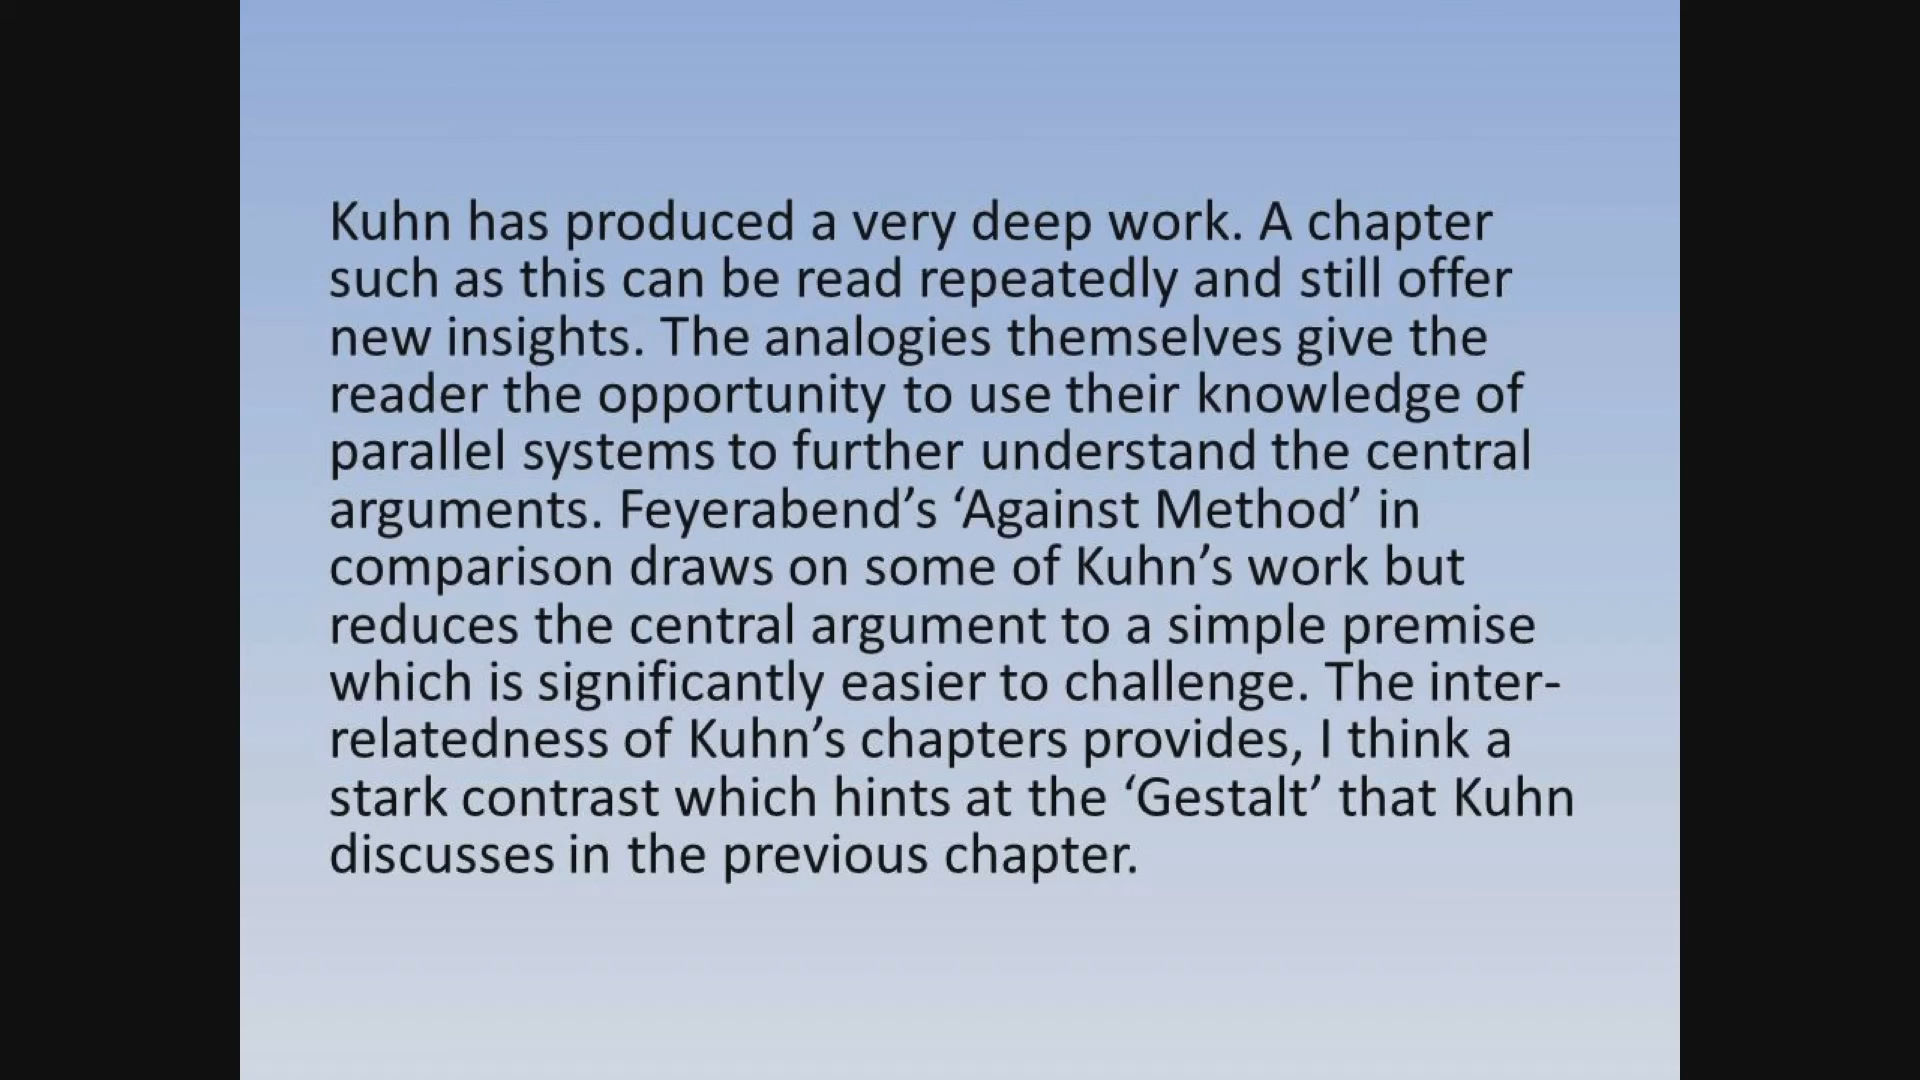 Kuhn has produced a very deep work. A chapter
such as this can be read repeatedly and still offer
new insights. The analogies themselves give the
reader the opportunity to use their knowledge of
parallel systems to further understand the central
arguments. Feyerabend’s ‘Against Method’ in
comparison draws on some of Kuhn’s work but
reduces the central argument to a simple premise
which is significantly easier to challenge. The inter-
relatedness of Kuhn’s chapters provides, I think a
stark contrast which hints at the ‘Gestalt’ that Kuhn
discusses in the previous chapter.